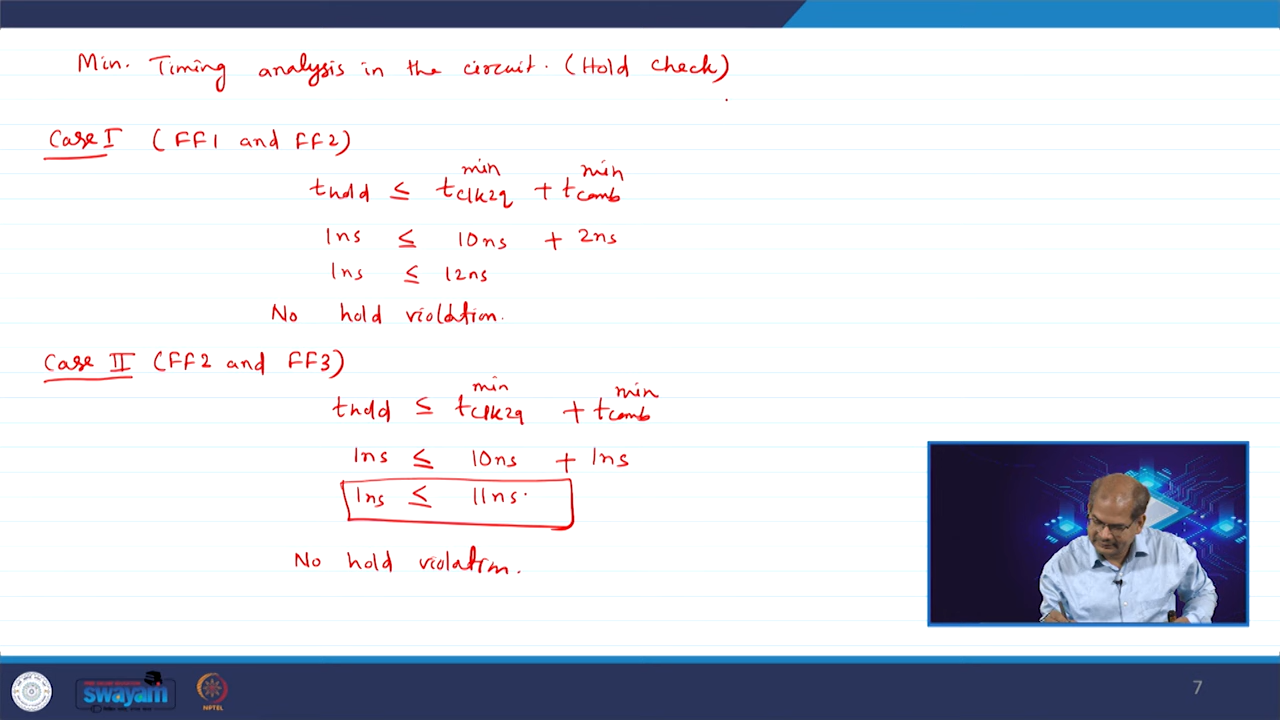 Min. Timing analysis in the circuit. (Hold check)
Case I (FF1 and FF2)
min min
thold ≤ tclk2q + tcomb
1ns ≤ 10ns + 2ns
1ns ≤ 12ns
No hold violation.
Case II (FF2 and FF3)
min min
thold ≤ tclk2q + tcomb
1ns ≤ 10ns + 1ns
1ns ≤ 11ns.
No hold violation.
swayam
NPTEL
7